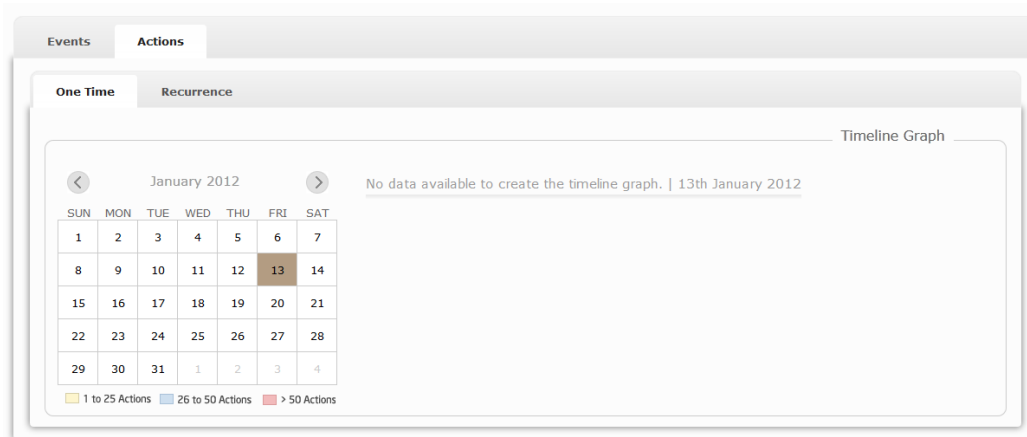 Events Actions
One Time Recurrence
Timeline Graph
January 2012
No data available to create the timeline graph. | 13th January 2012
SUN MON TUE WED THU FRI SAT
1 2 3 4 5 6 7
8 9 10 11 12 13 14
15 16 17 18 19 20 21
22 23 24 25 26 27 28
29 30 31 1 2 3 4
1 to 25 Actions 26 to 50 Actions > 50 Actions